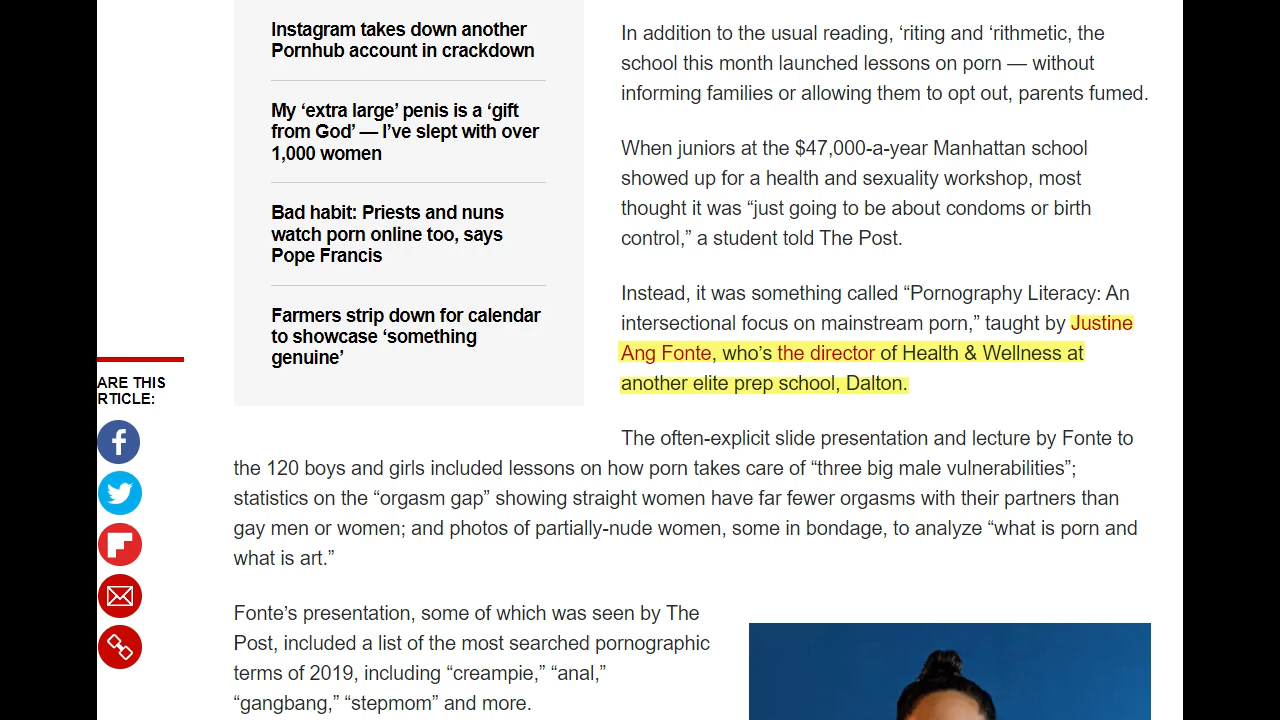 Instagram takes down another
Pornhub account in crackdown
My ‘extra large’ penis is a ‘gift
from God’ — I’ve slept with over
1,000 women
Bad habit: Priests and nuns
watch porn online too, says
Pope Francis
Farmers strip down for calendar
to showcase ‘something
genuine’
ARE THIS
RTICLE:
In addition to the usual reading, ‘riting and ‘rithmetic, the
school this month launched lessons on porn — without
informing families or allowing them to opt out, parents fumed.
When juniors at the $47,000-a-year Manhattan school
showed up for a health and sexuality workshop, most
thought it was “just going to be about condoms or birth
control,” a student told The Post.
Instead, it was something called “Pornography Literacy: An
intersectional focus on mainstream porn,” taught by Justine
Ang Fonte, who’s the director of Health & Wellness at
another elite prep school, Dalton.
The often-explicit slide presentation and lecture by Fonte to
the 120 boys and girls included lessons on how porn takes care of “three big male vulnerabilities”;
statistics on the “orgasm gap” showing straight women have far fewer orgasms with their partners than
gay men or women; and photos of partially-nude women, some in bondage, to analyze “what is porn and
what is art.”
Fonte’s presentation, some of which was seen by The
Post, included a list of the most searched pornographic
terms of 2019, including “creampie,” “anal,”
“gangbang,” “stepmom” and more.